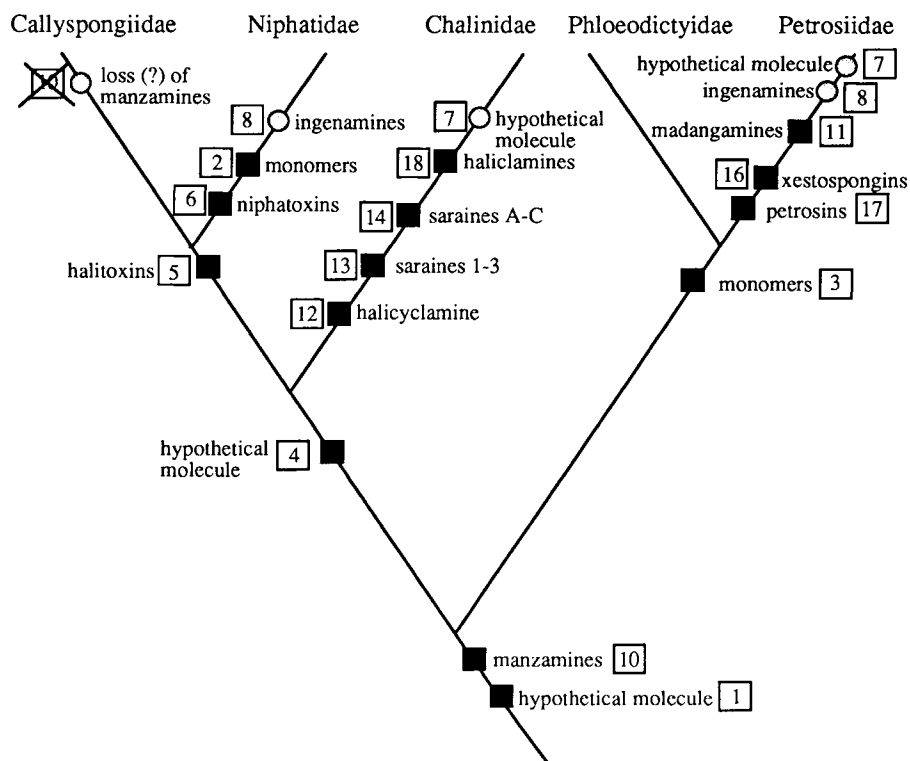 Callyspongiidae Niphatidae Chalinidae Phloeodictyidae Petrosiidae
loss (?) of
manzamines
8 ingenamines
2 monomers
6 niphatoxins
halitoxins 5
7 hypothetical
molecule
18 haliclamines
14 saraines A-C
13 saraines 1-3
12 halicyclamine
hypothetical molecule 7
ingenamines 8
madangamines 11
16 xestospongins
petrosins 17
monomers 3
hypothetical 4
molecule
manzamines 10
hypothetical molecule 1